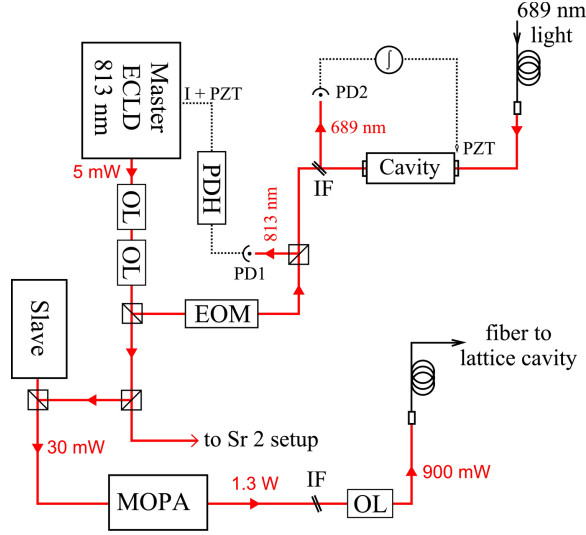 689 nm
light
Master
ECLD
813 nm
I + PZT
PD2
∫
689 nm
PZT
Cavity
IF
5 mW
PDH
OL
OL
813 nm
PD1
EOM
Slave
fiber to
lattice cavity
to Sr 2 setup
30 mW
MOPA
1.3 W
IF
OL
900 mW